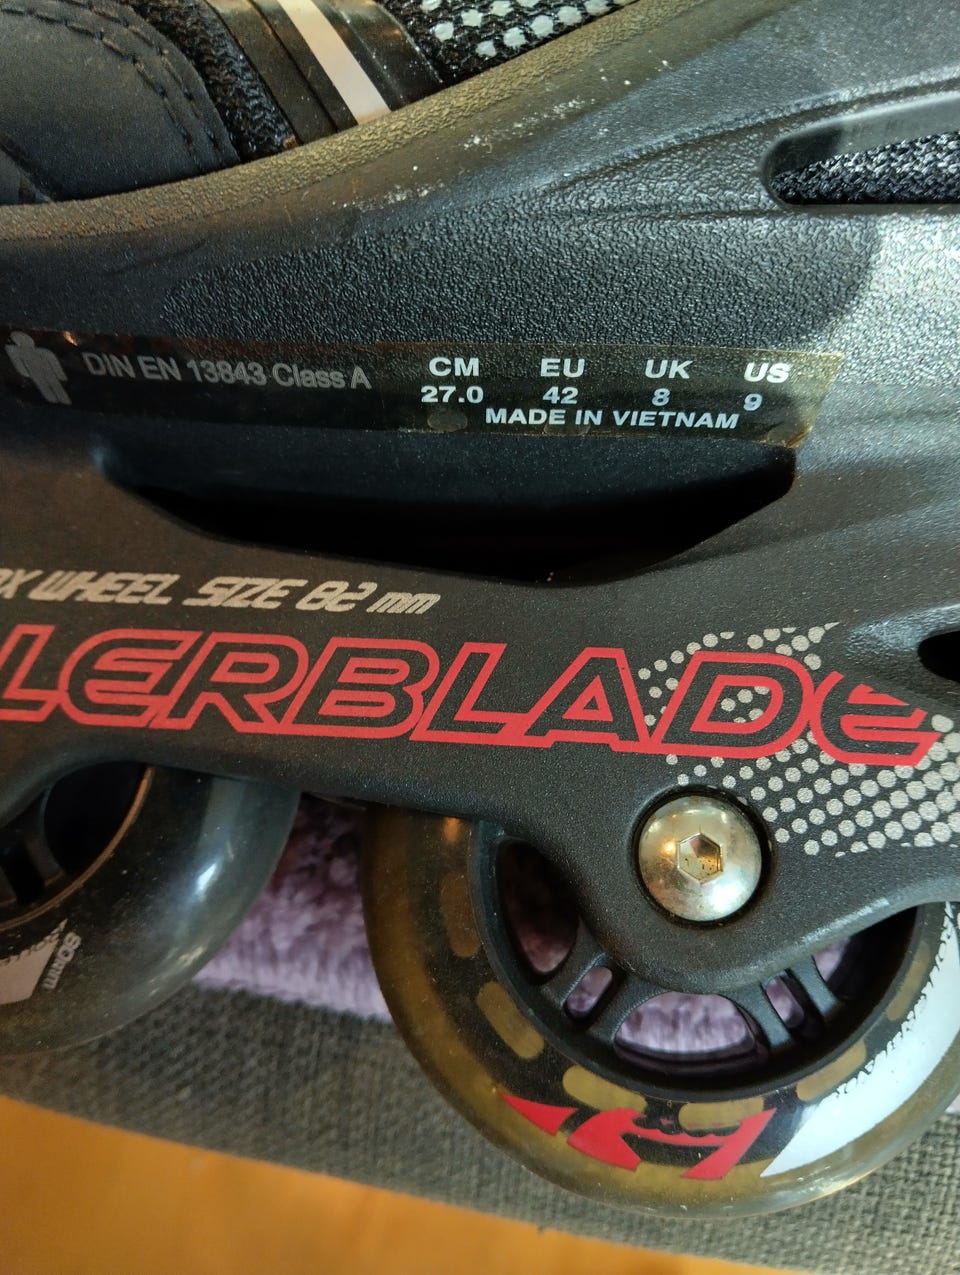 DIN EN 13843 Class A
CM EU UK US
27.0 42 8 9
MADE IN VIETNAM
X WHEEL SIZE 82 mm
LERBLADE
80mm